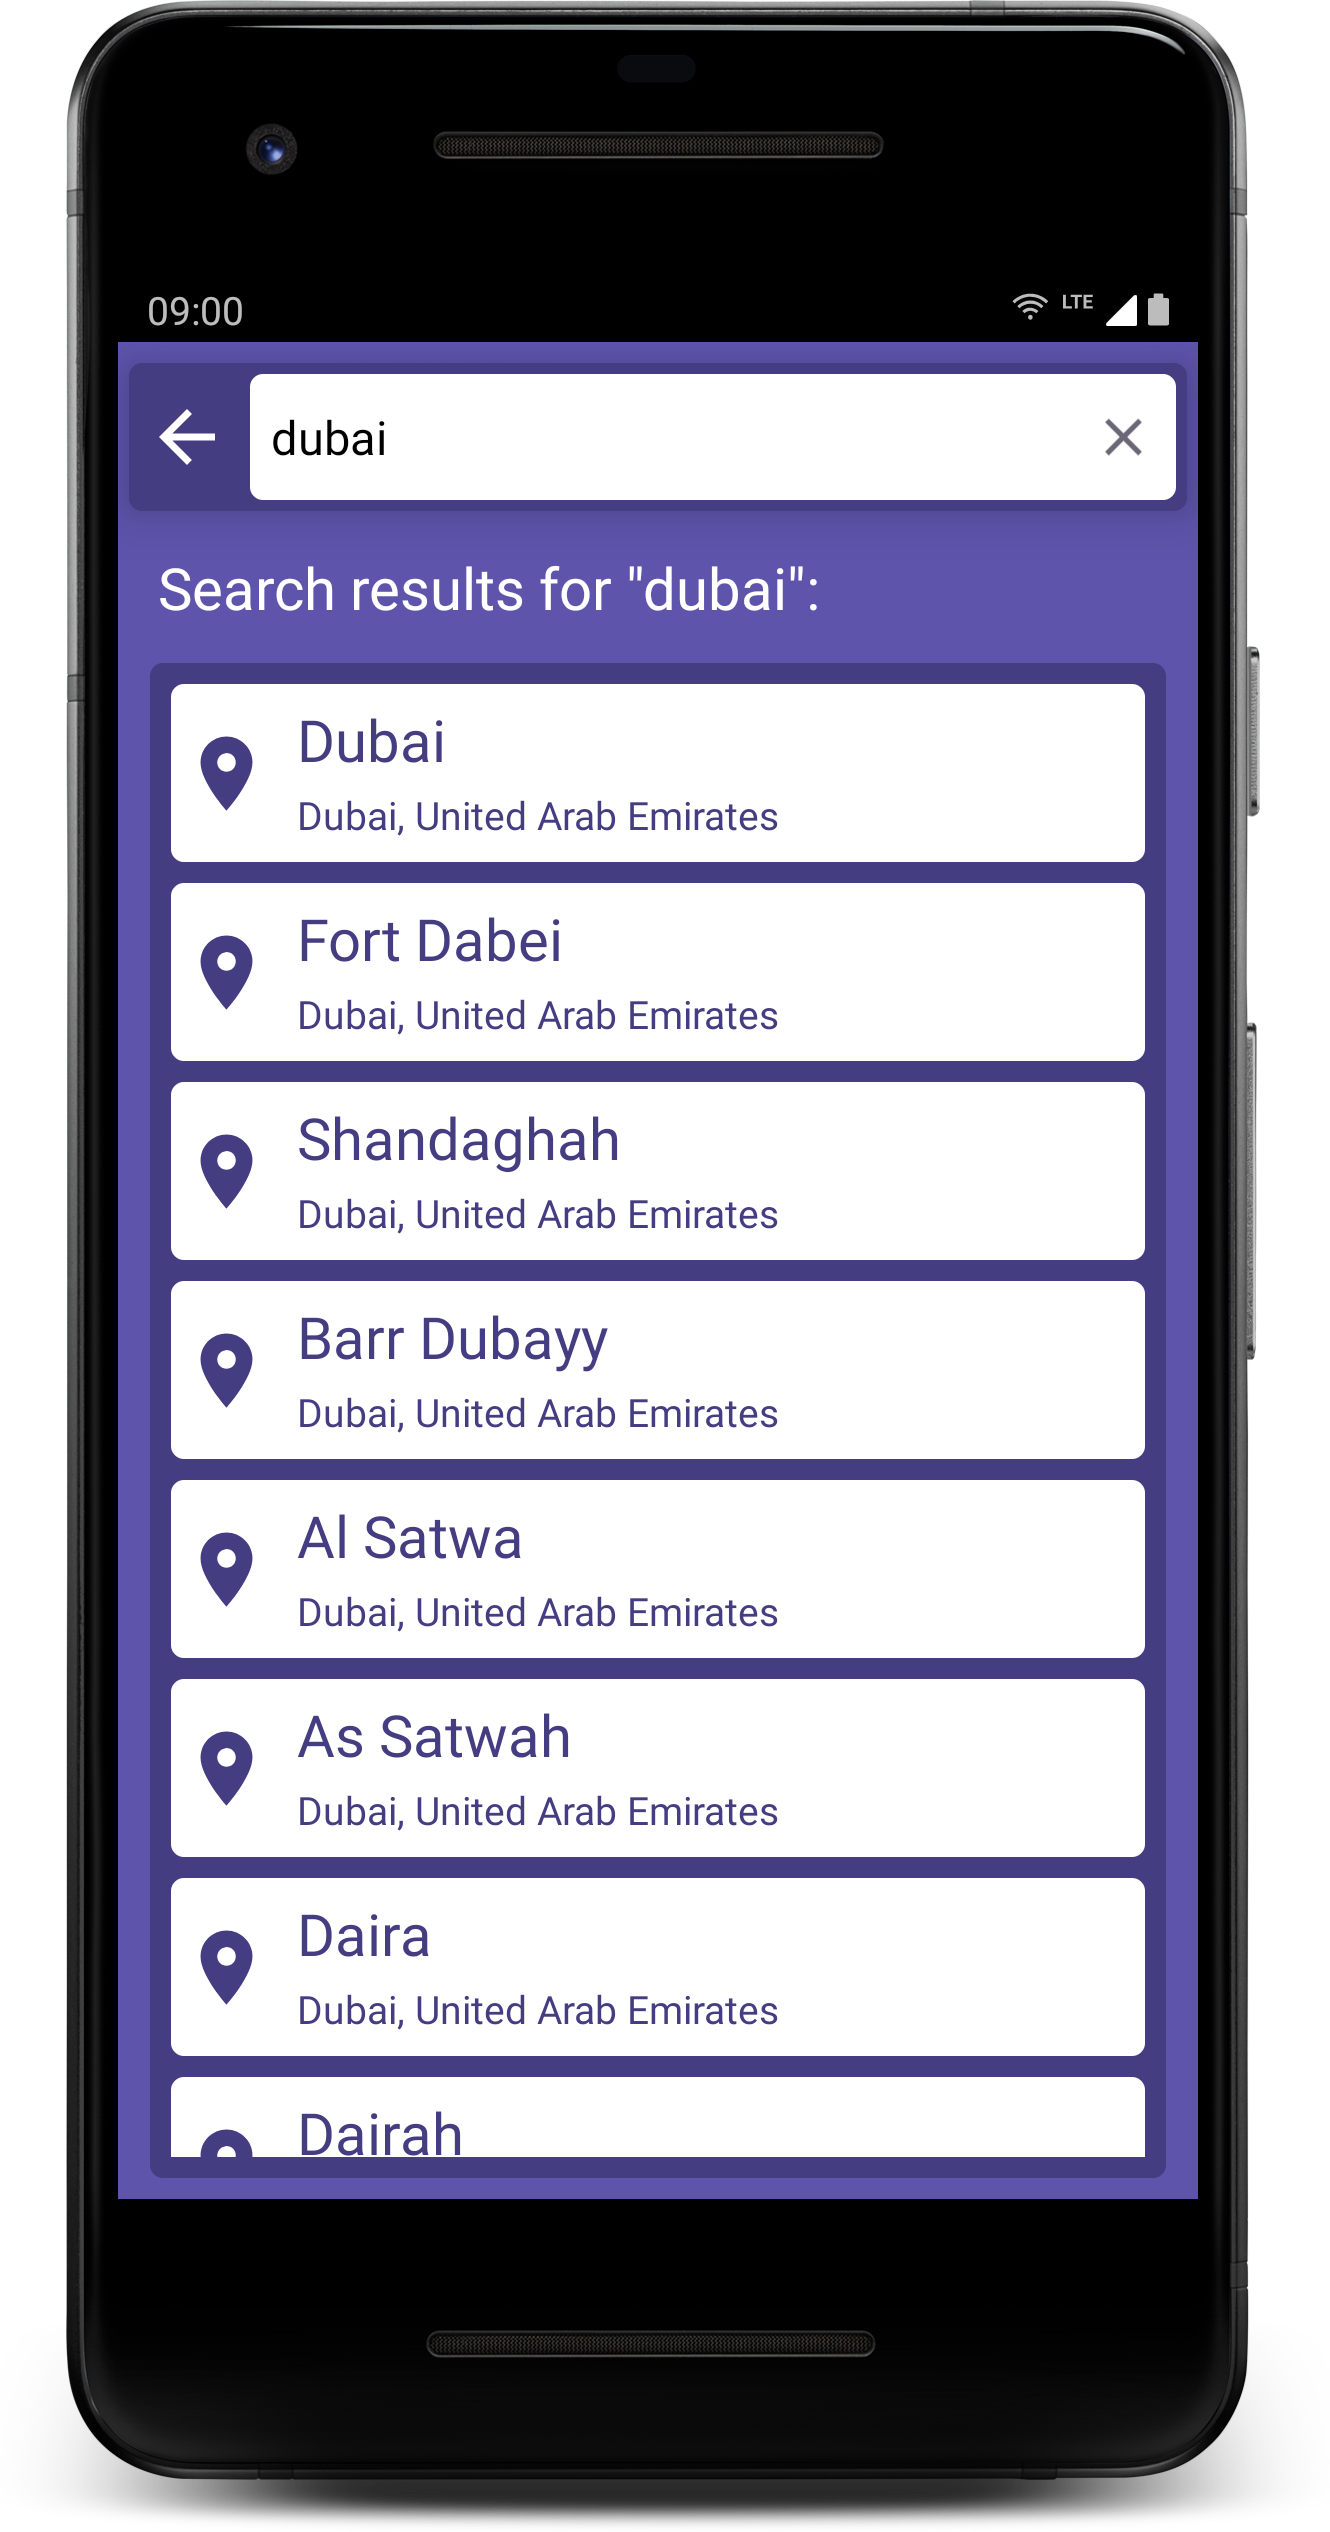 09:00
LTE
dubai
Search results for "dubai":
Dubai
Dubai, United Arab Emirates
Fort Dabei
Dubai, United Arab Emirates
Shandaghah
Dubai, United Arab Emirates
Barr Dubayy
Dubai, United Arab Emirates
Al Satwa
Dubai, United Arab Emirates
As Satwah
Dubai, United Arab Emirates
Daira
Dubai, United Arab Emirates
Dairah